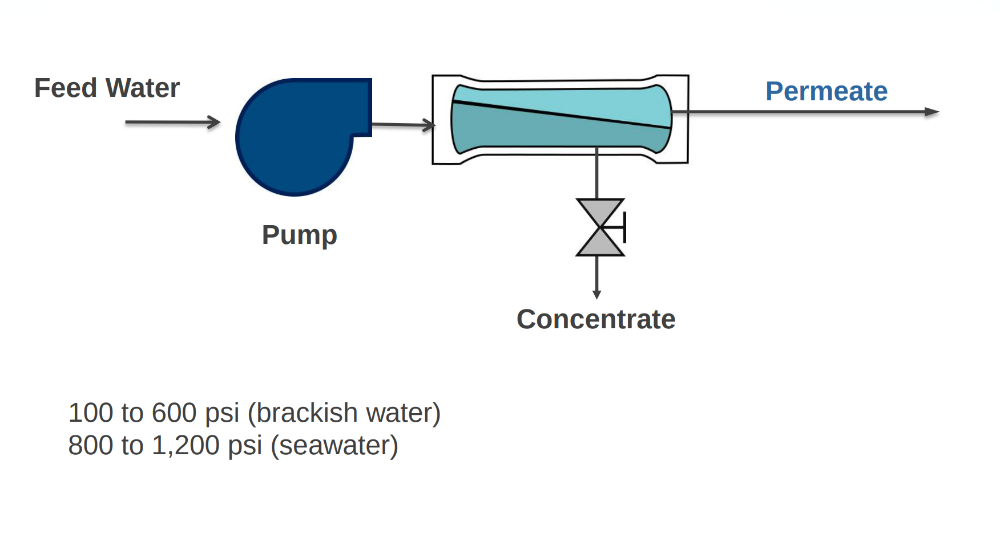 Feed Water
Permeate
Pump
Concentrate
100 to 600 psi (brackish water)
800 to 1,200 psi (seawater)